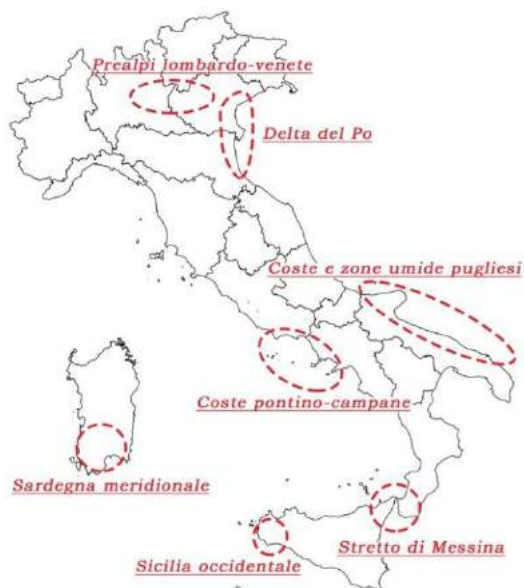 Prealpi lombardo-venete
Delta del Po
Coste e zone umide pugliesi
Coste pontino-campane
Sardegna meridionale
Stretto di Messina
Sicilia occidentale